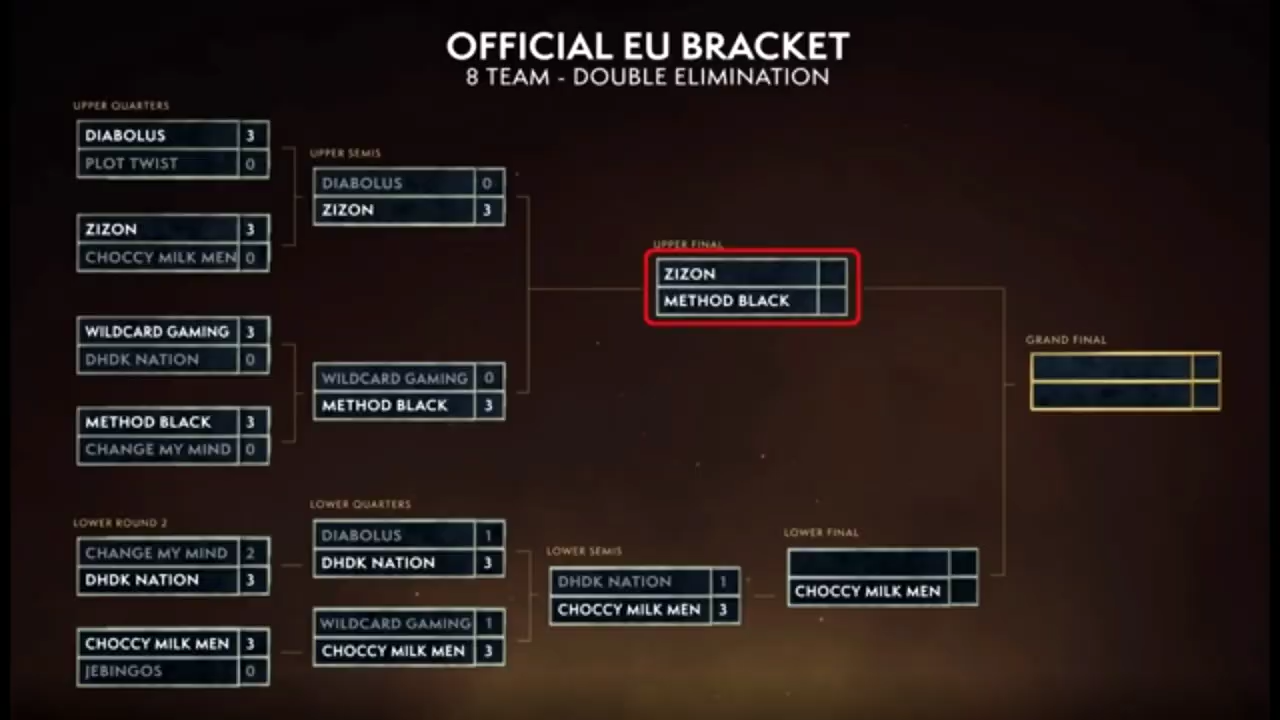 OFFICIAL EU BRACKET
8 TEAM - DOUBLE ELIMINATION
UPPER QUARTERS
DIABOLUS 3
PLOT TWIST 0
ZIZON 3
CHOCCY MILK MEN 0
WILDCARD GAMING 3
DHDK NATION 0
METHOD BLACK 3
CHANGE MY MIND 0
UPPER SEMIS
DIABOLUS 0
ZIZON 3
WILDCARD GAMING 0
METHOD BLACK 3
UPPER FINAL
ZIZON
METHOD BLACK
GRAND FINAL
LOWER ROUND 2
CHANGE MY MIND 2
DHDK NATION 3
CHOCCY MILK MEN 3
JEBINGOS 0
LOWER QUARTERS
DIABOLUS 1
DHDK NATION 3
WILDCARD GAMING 1
CHOCCY MILK MEN 3
LOWER SEMIS
DHDK NATION 1
CHOCCY MILK MEN 3
LOWER FINAL
CHOCCY MILK MEN